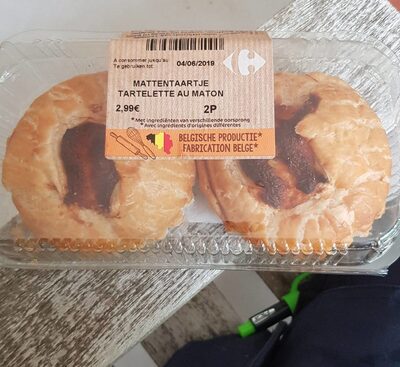 A consommer jusqu'au
Te gebruiken tot: 04/06/2019
MATTENTAARTJE
TARTELETTE AU MATON
2,99€ 2P
*Met ingrediënten van verschillende oorsprong
*Avec ingrédients d'origines différentes
BELGISCHE PRODUCTIE*
FABRICATION BELGE*
Carrefour